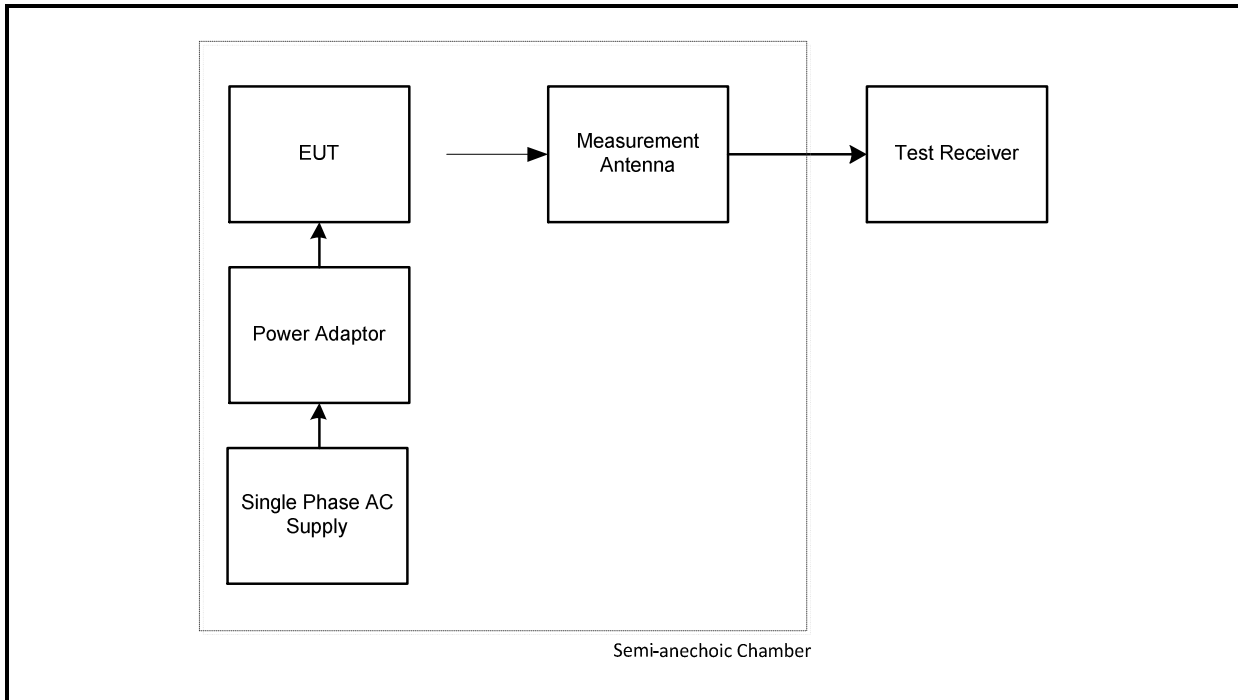 EUT
Measurement
Antenna
Test Receiver
Power Adaptor
Single Phase AC
Supply
Semi-anechoic Chamber